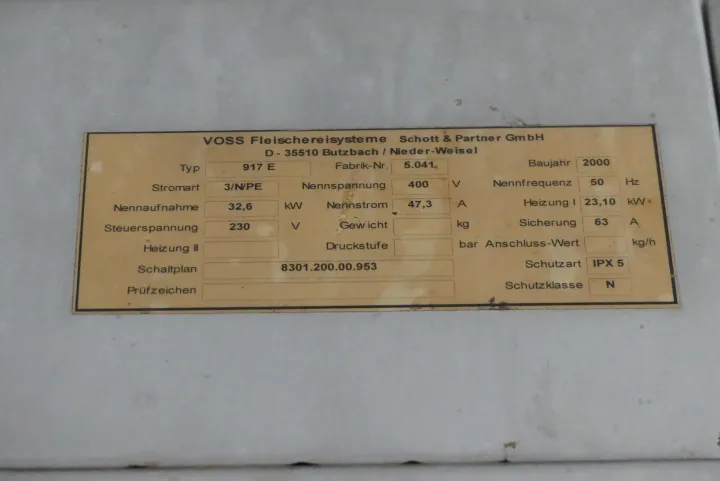 VOSS Fleischereisysteme Schott & Partner GmbH
D - 35510 Butzbach / Nieder-Weisel
Typ 917 E Fabrik-Nr. 5.041 Baujahr 2000
Stromart 3/N/PE Nennspannung 400 V Nennfrequenz 50 Hz
Nennaufnahme 32,6 kW Nennstrom 47,3 A Heizung I 23,10 kW
Steuerspannung 230 V Gewicht kg Sicherung 63 A
Heizung II Druckstufe bar Anschluss-Wert kg/h
Schaltplan 8301.200.00.953 Schutzart IPX 5
Prüfzeichen Schutzklasse N